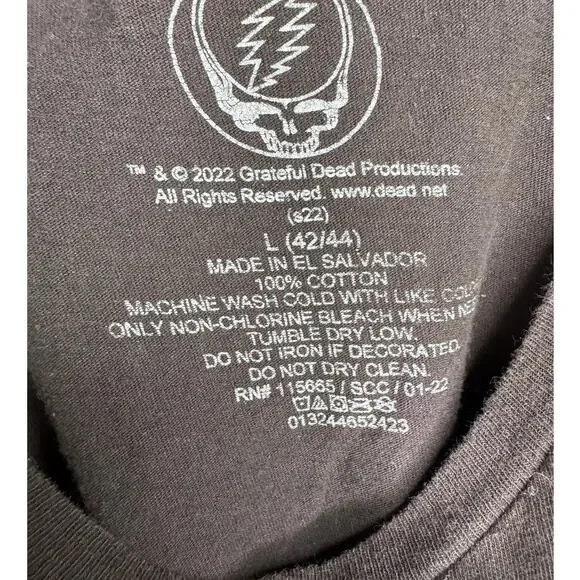 ™ & © 2022 Grateful Dead Productions.
All Rights Reserved. www.dead.net
(s22)
L (42/44)
MADE IN EL SALVADOR
100% COTTON
MACHINE WASH COLD WITH LIKE
ONLY NON-CHLORINE BLEACH WHEN
TUMBLE DRY LOW.
DO NOT IRON IF DECORATED.
DO NOT DRY CLEAN.
RN# 115665 / SCC / 01-22
013244652423